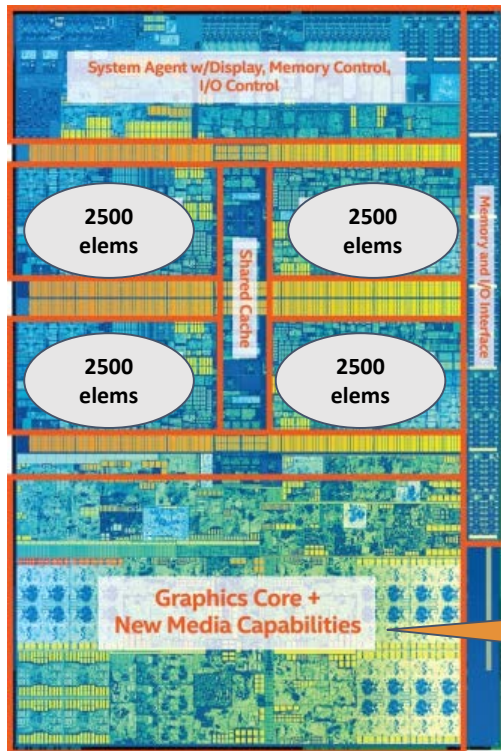 System Agent w/Display, Memory Control,
I/O Control
2500
elems
2500
elems
Shared Cache
Memory and I/O Interface
2500
elems
2500
elems
Graphics Core +
New Media Capabilities